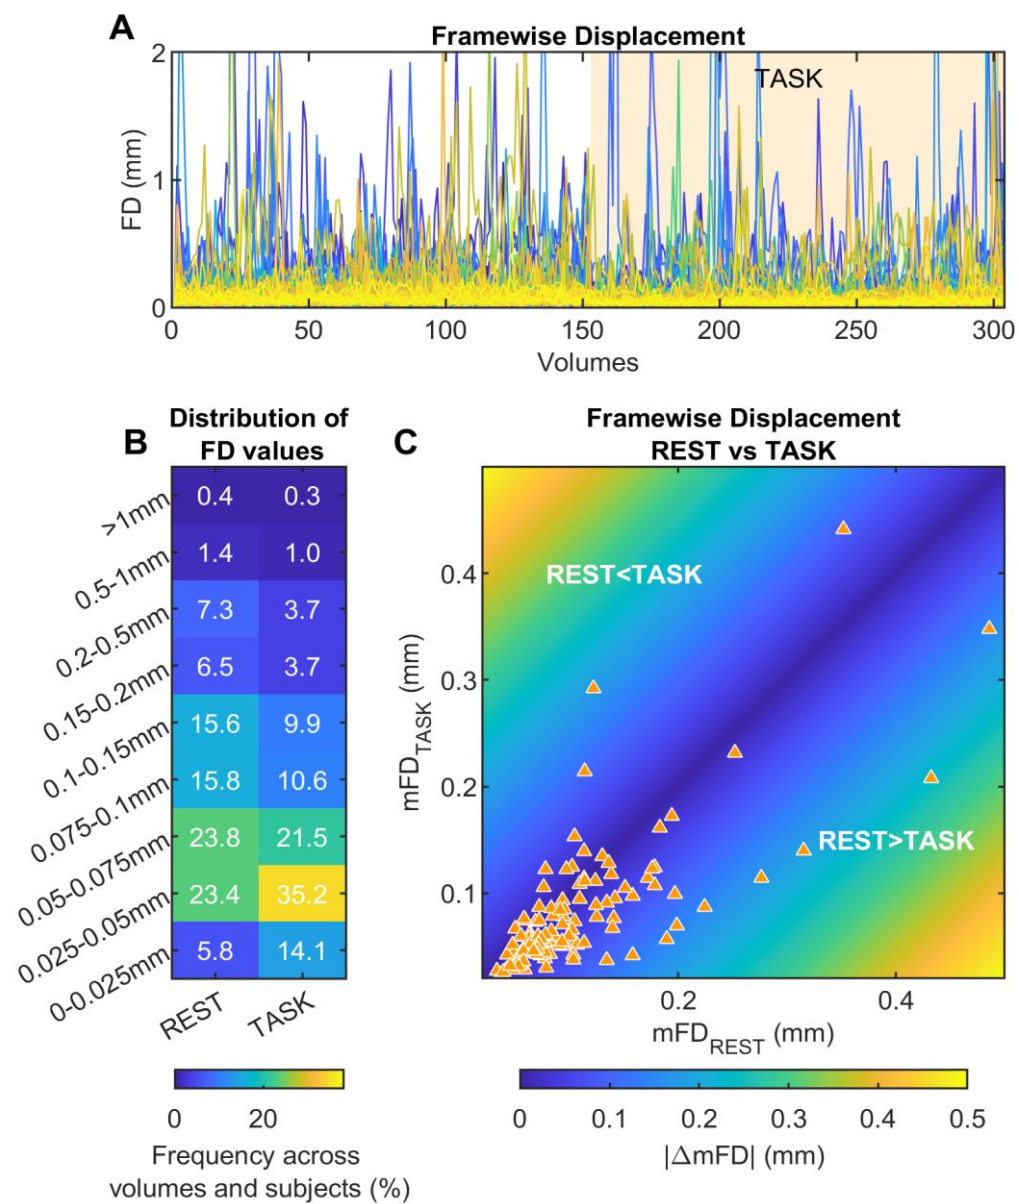 A
Framewise Displacement
TASK
FD (mm)
2
1
0
0 50 100 150 200 250 300
Volumes
B
Distribution of
FD values
>1mm 0.4 0.3
0.5-1mm 1.4 1.0
0.2-0.5mm 7.3 3.7
0.15-0.2mm 6.5 3.7
0.1-0.15mm 15.6 9.9
0.075-0.1mm 15.8 10.6
0.05-0.075mm 23.8 21.5
0.025-0.05mm 23.4 35.2
0-0.025mm 5.8 14.1
REST TASK
0 20
Frequency across
volumes and subjects (%)
C
Framewise Displacement
REST vs TASK
REST<TASK
REST>TASK
mFD_TASK (mm)
0.4
0.3
0.2
0.1
0.2 0.4
mFD_REST (mm)
0 0.1 0.2 0.3 0.4 0.5
|ΔmFD| (mm)